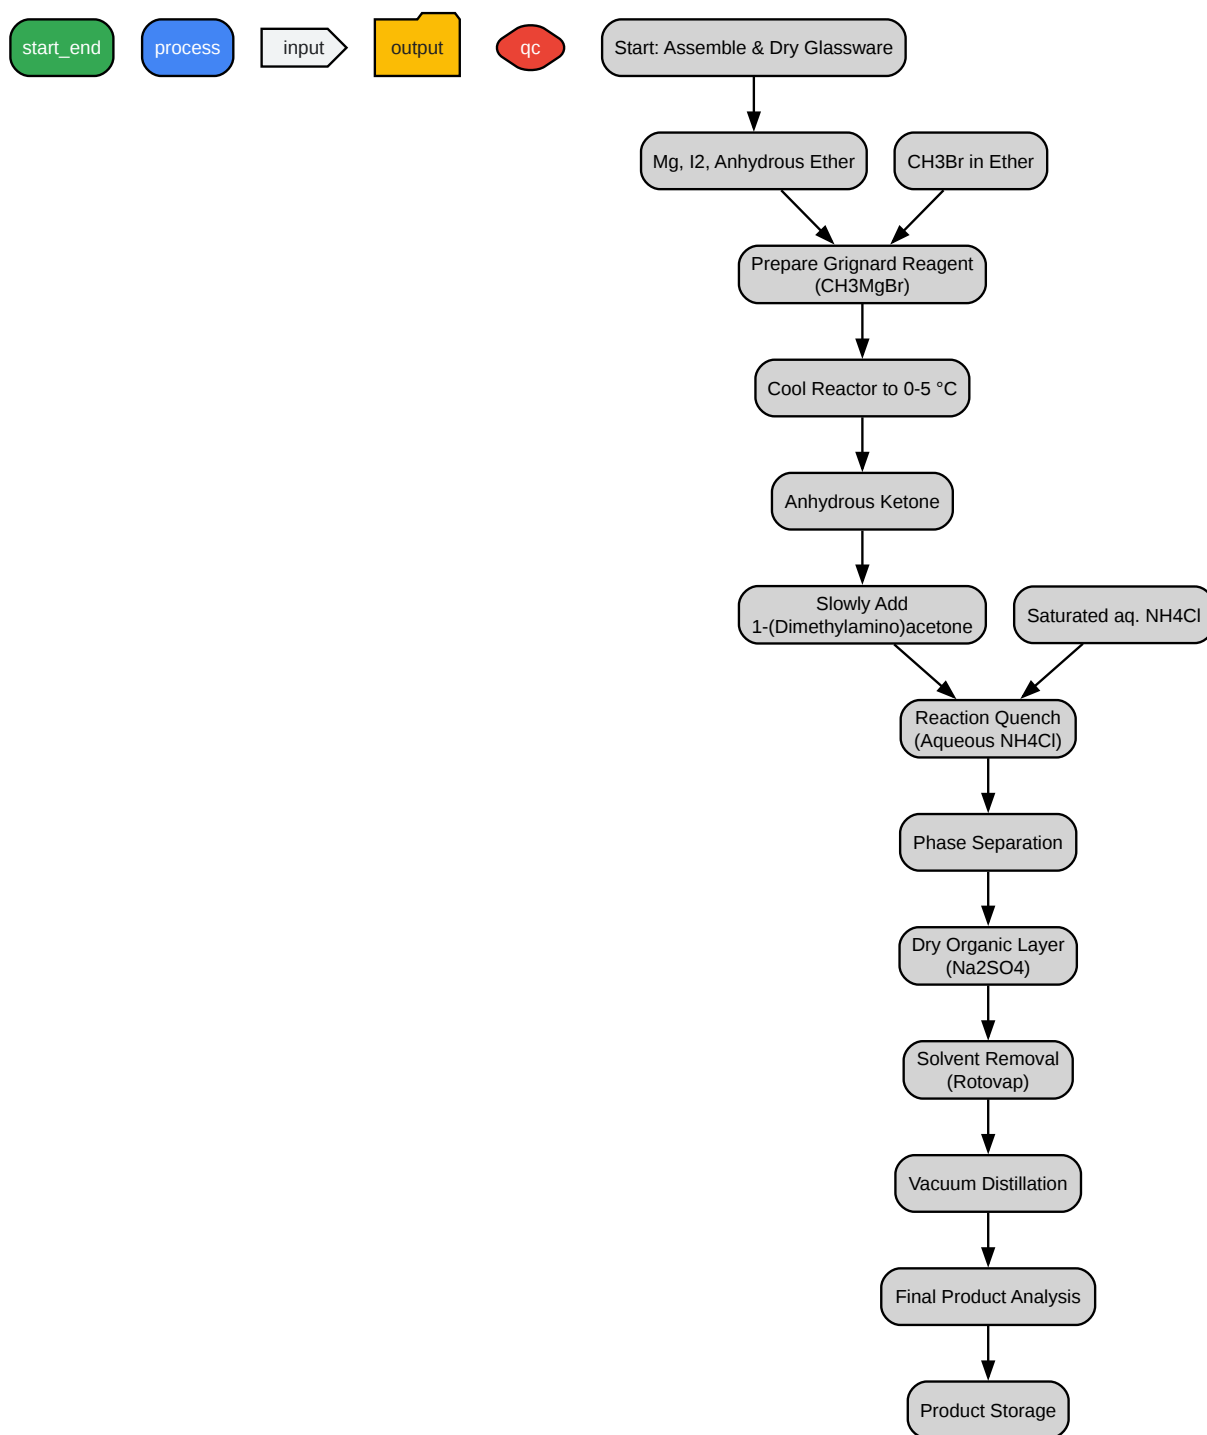 start_end
process
input
output
qc
Start: Assemble & Dry Glassware
Mg, I2, Anhydrous Ether
CH3Br in Ether
Prepare Grignard Reagent
(CH3MgBr)
Cool Reactor to 0-5 °C
Anhydrous Ketone
Slowly Add
1-(Dimethylamino)acetone
Saturated aq. NH4Cl
Reaction Quench
(Aqueous NH4Cl)
Phase Separation
Dry Organic Layer
(Na2SO4)
Solvent Removal
(Rotovap)
Vacuum Distillation
Final Product Analysis
Product Storage